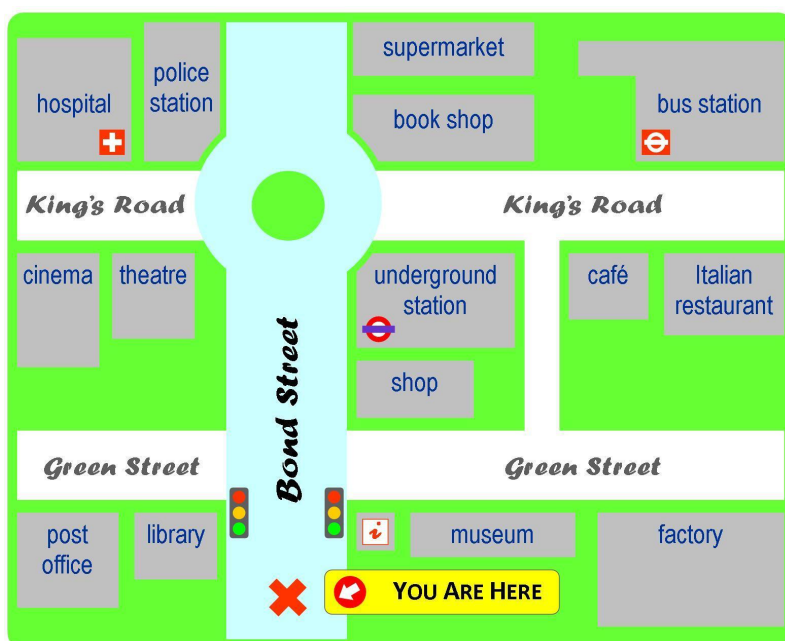 hospital
police
station
supermarket
book shop
bus station
King's Road
King's Road
cinema
theatre
underground
station
café
Italian
restaurant
shop
Bond Street
Green Street
Green Street
post
office
library
i
museum
factory
YOU ARE HERE